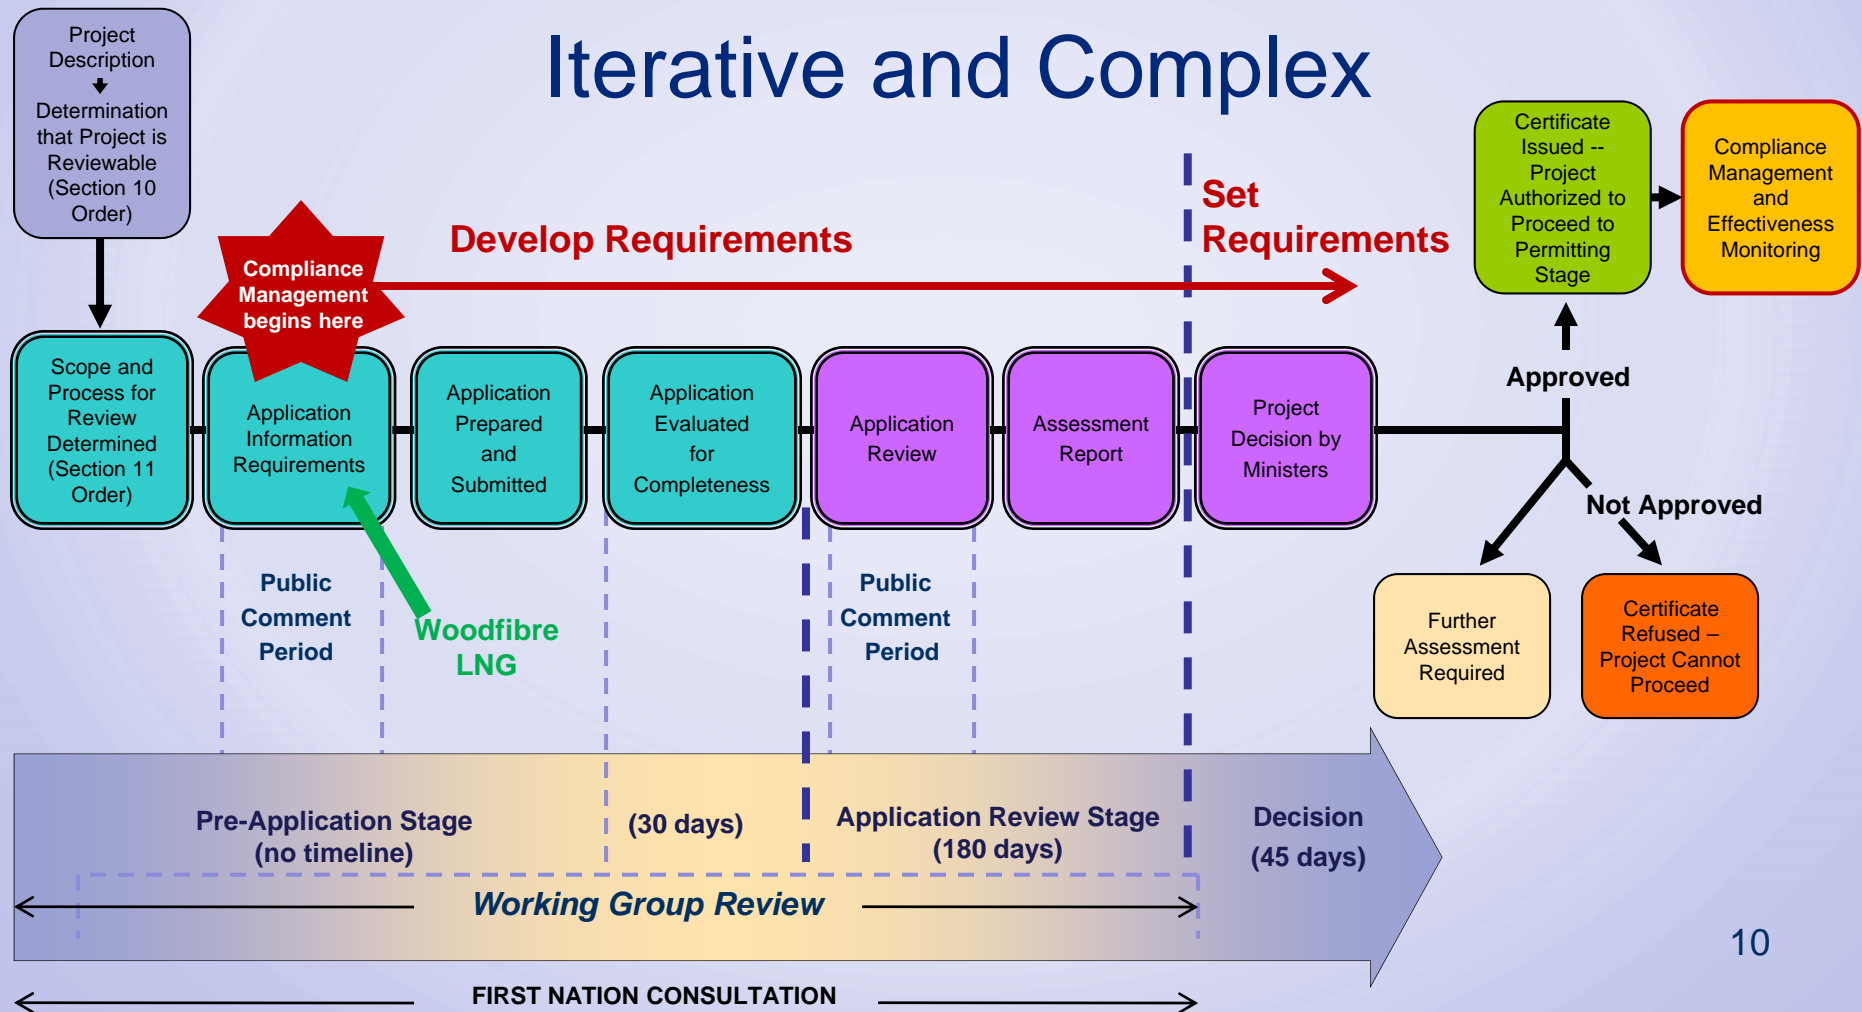 Iterative and Complex
Project
Description
Determination
that Project is
Reviewable
(Section 10
Order)
Compliance
Management
begins here
Develop Requirements
Set
Requirements
Certificate
Issued --
Project
Authorized to
Proceed to
Permitting
Stage
Compliance
Management
and
Effectiveness
Monitoring
Scope and
Process for
Review
Determined
(Section 11
Order)
Application
Information
Requirements
Application
Prepared
and
Submitted
Application
Evaluated
for
Completeness
Application
Review
Assessment
Report
Project
Decision by
Ministers
Approved
Not Approved
Public
Comment
Period
Woodfibre
LNG
Public
Comment
Period
Further
Assessment
Required
Certificate
Refused –
Project Cannot
Proceed
Pre-Application Stage
(no timeline)
(30 days)
Application Review Stage
(180 days)
Decision
(45 days)
Working Group Review
FIRST NATION CONSULTATION
10